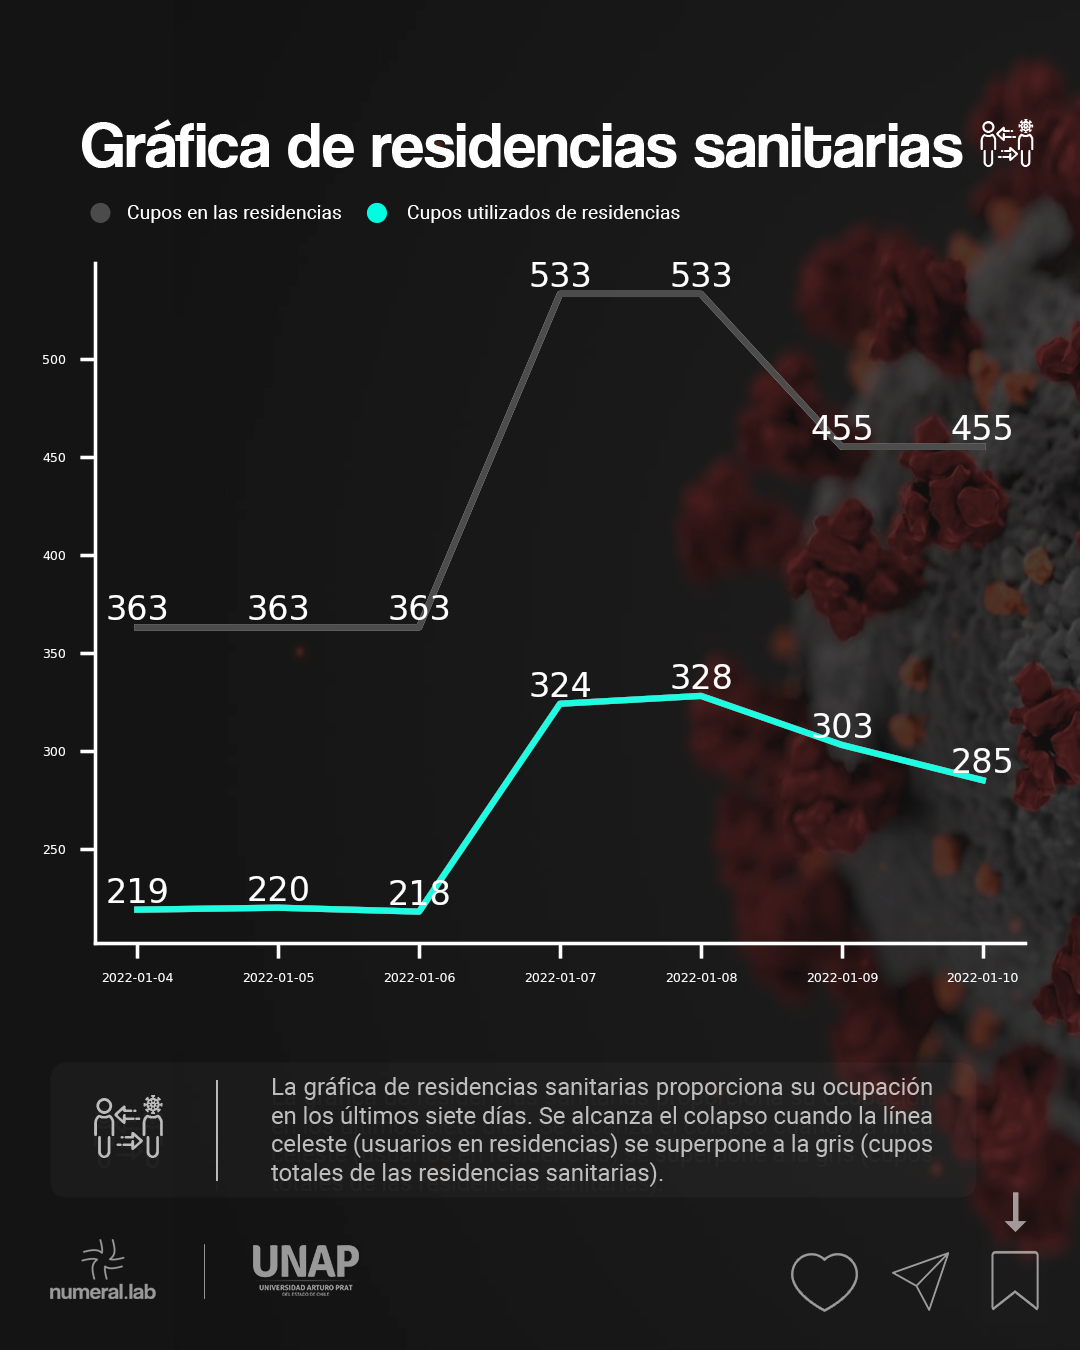 Gráfica de residencias sanitarias
Cupos en las residencias Cupos utilizados de residencias
533 533
500
455 455
450
400
363 363 363
350
324 328
303
300
285
250
219 220 218
2022-01-04 2022-01-05 2022-01-06 2022-01-07 2022-01-08 2022-01-09 2022-01-10
La gráfica de residencias sanitarias proporciona su ocupación
en los últimos siete días. Se alcanza el colapso cuando la línea
celeste (usuarios en residencias) se superpone a la gris (cupos
totales de las residencias sanitarias).
numeral.lab
UNAP
UNIVERSIDAD ARTURO PRAT
DEL ESTADO DE CHILE